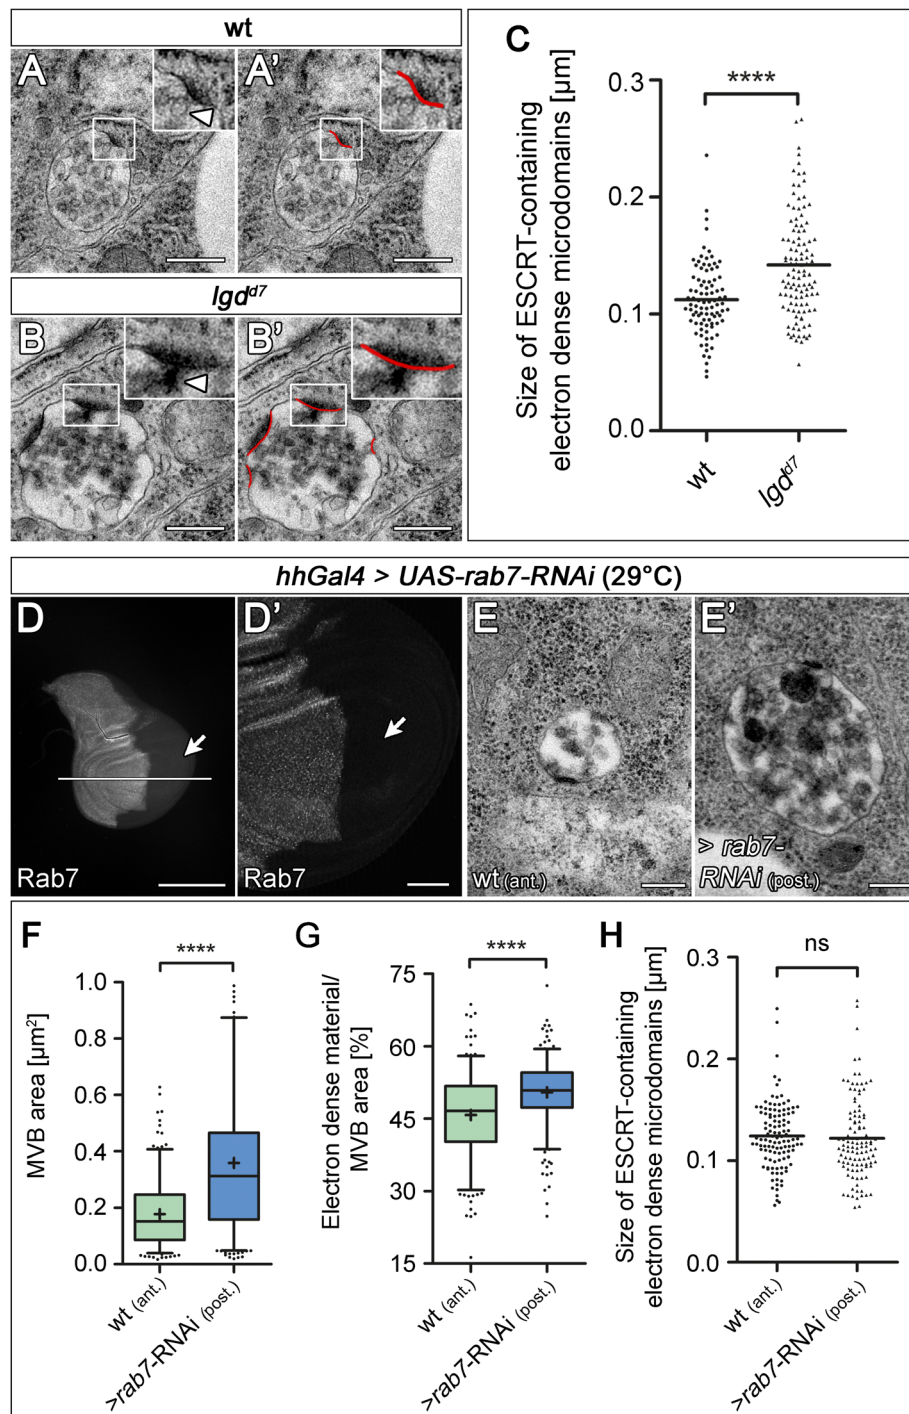 wt
A
A'
lgd^d7
B
B'
C
Size of ESCRT-containing
electron dense microdomains [µm]
0.3
0.2
0.1
0.0
****
wt
lgd^d7
hhGal4 > UAS-rab7-RNAi (29°C)
D
Rab7
D'
Rab7
E
wt (ant.)
E'
> rab7-
RNAi (post.)
F
MVB area [µm²]
1.0
0.8
0.6
0.4
0.2
0.0
****
wt (ant.)
>rab7-RNAi (post.)
G
Electron dense material/
MVB area [%]
75
60
45
30
15
****
wt (ant.)
>rab7-RNAi (post.)
H
Size of ESCRT-containing
electron dense microdomains [µm]
0.3
0.2
0.1
0.0
ns
wt (ant.)
>rab7-RNAi (post.)